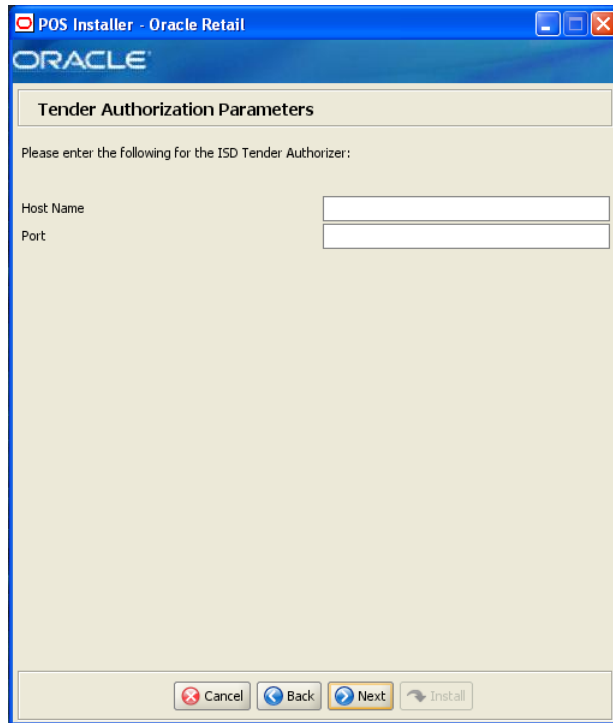 POS Installer - Oracle Retail
ORACLE
Tender Authorization Parameters
Please enter the following for the ISD Tender Authorizer:
Host Name
Port
Cancel Back Next Install